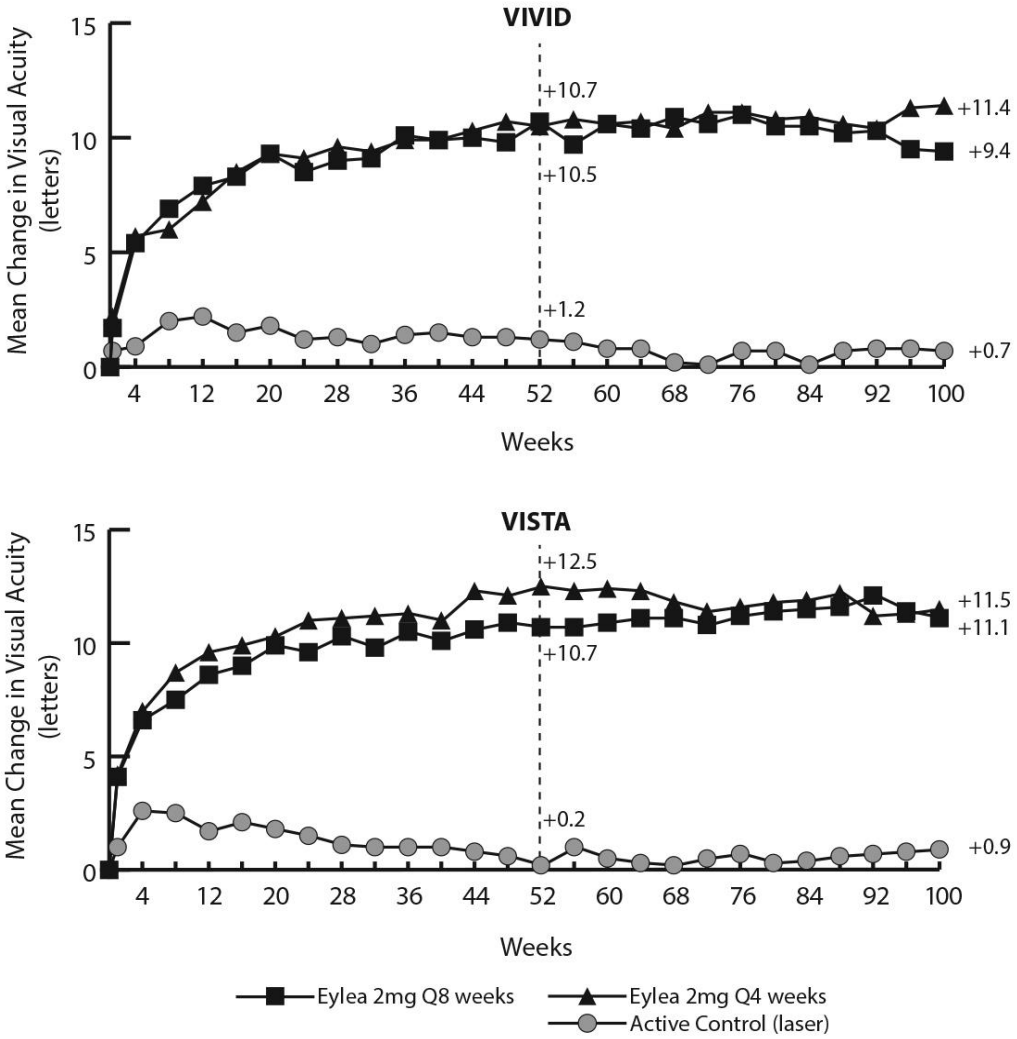 VIVID
Mean Change in Visual Acuity
(letters)
15
10
5
0
+10.7
+10.5
+1.2
+11.4
+9.4
+0.7
4 12 20 28 36 44 52 60 68 76 84 92 100
Weeks
VISTA
Mean Change in Visual Acuity
(letters)
15
10
5
0
+12.5
+10.7
+0.2
+11.5
+11.1
+0.9
4 12 20 28 36 44 52 60 68 76 84 92 100
Weeks
Eylea 2mg Q8 weeks
Eylea 2mg Q4 weeks
Active Control (laser)